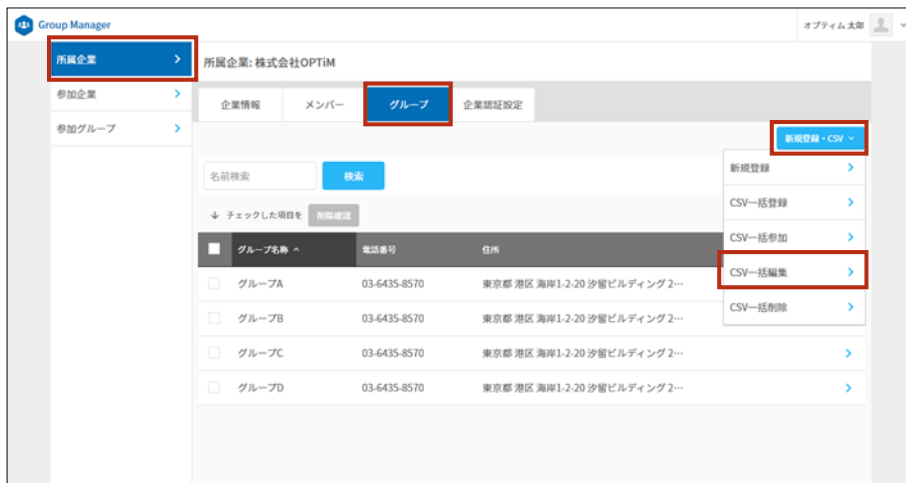 Group Manager
オプティム 太郎
所属企業
参加企業
参加グループ
所属企業: 株式会社OPTiM
企業情報 メンバー グループ 企業認証設定
新規登録・CSV
新規登録
CSV一括登録
CSV一括参加
CSV一括編集
CSV一括削除
名前検索 検索
チェックした項目を 削除確認
グループ名称 電話番号 住所
グループA 03-6435-8570 東京都 港区 海岸1-2-20 汐留ビルディング 2…
グループB 03-6435-8570 東京都 港区 海岸1-2-20 汐留ビルディング 2…
グループC 03-6435-8570 東京都 港区 海岸1-2-20 汐留ビルディング 2…
グループD 03-6435-8570 東京都 港区 海岸1-2-20 汐留ビルディング 2…